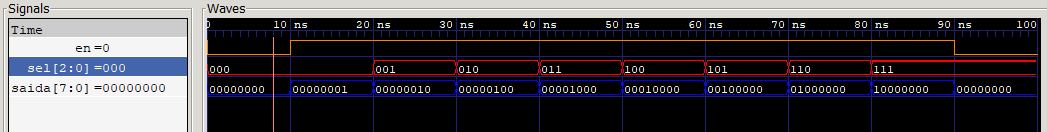 Signals
Waves
Time
0 10 ns 20 ns 30 ns 40 ns 50 ns 60 ns 70 ns 80 ns 90 ns 100
en=0
sel[2:0]=000
000 001 010 011 100 101 110 111
saida[7:0]=00000000
00000000 00000001 00000010 00000100 00001000 00010000 00100000 01000000 10000000 00000000